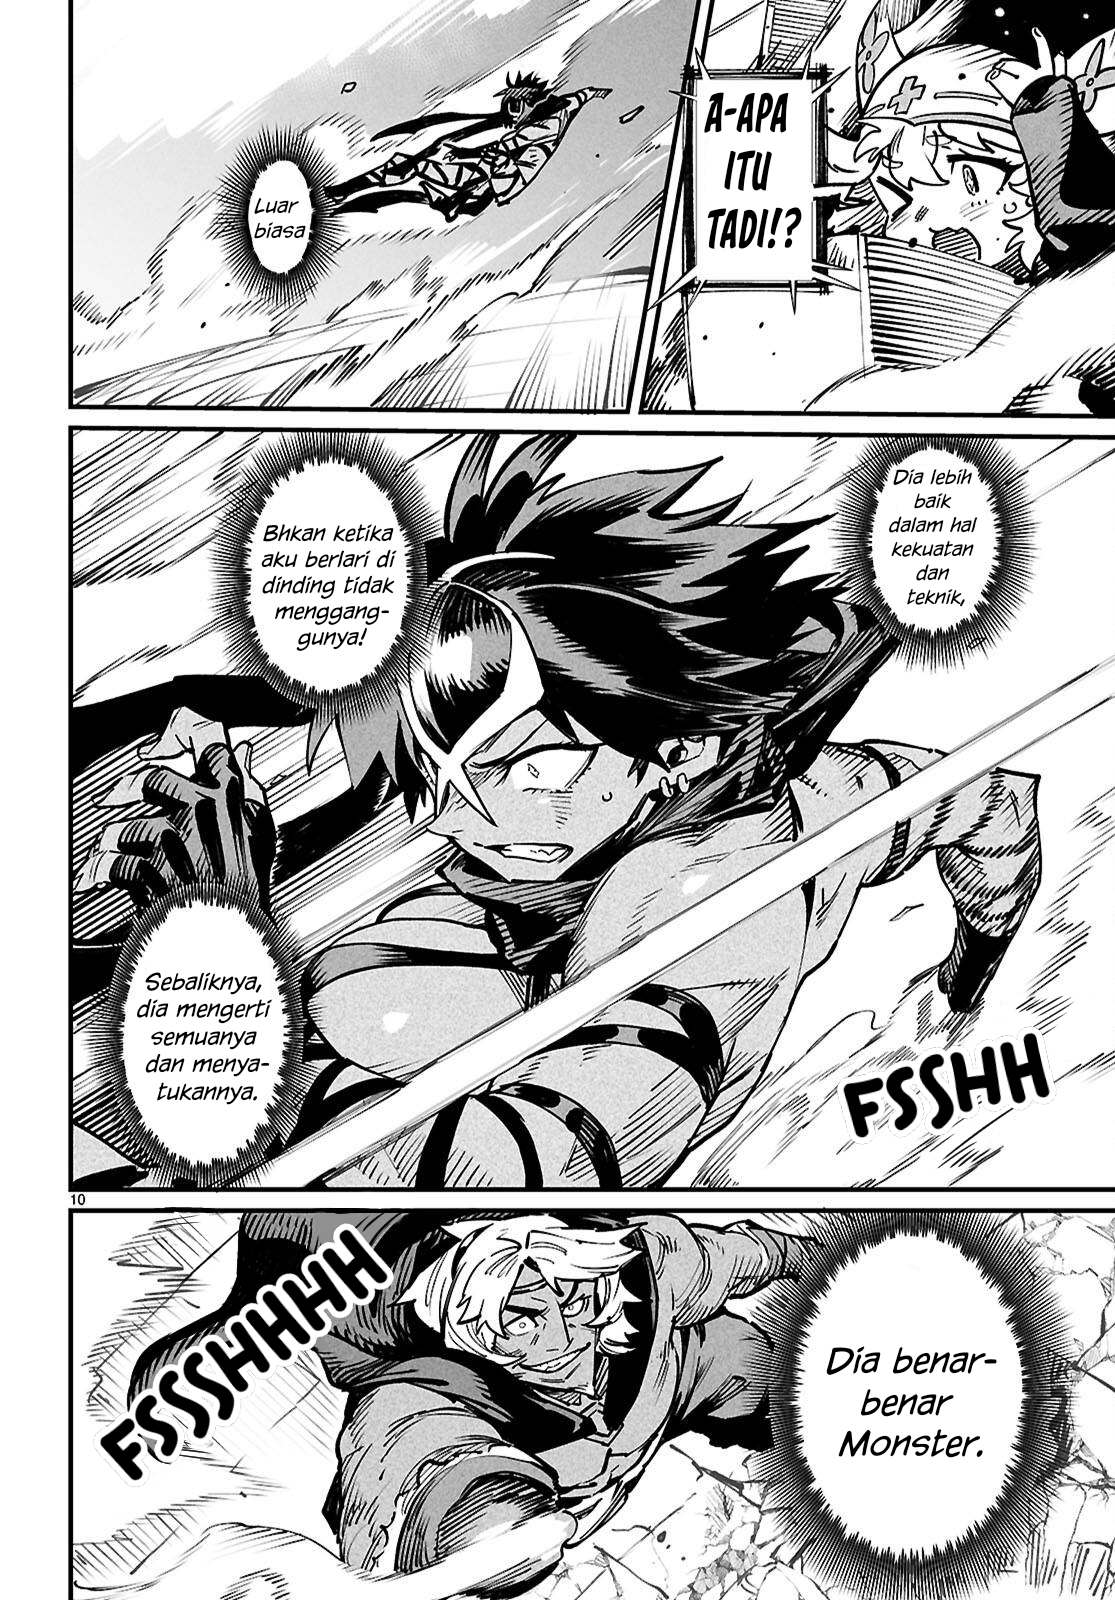 A-APA
ITU
TADI!?
Luar
biasa
Dia lebih
baik
dalam hal
kekuatan
dan
teknik,
Bhkan ketika
aku berlari di
dinding tidak
menggang-
gunya!
Sebaliknya,
dia mengerti
semuanya
dan menya-
tukannya.
FSSHH
10
FSSSHHHH
Dia benar-
benar
Monster.